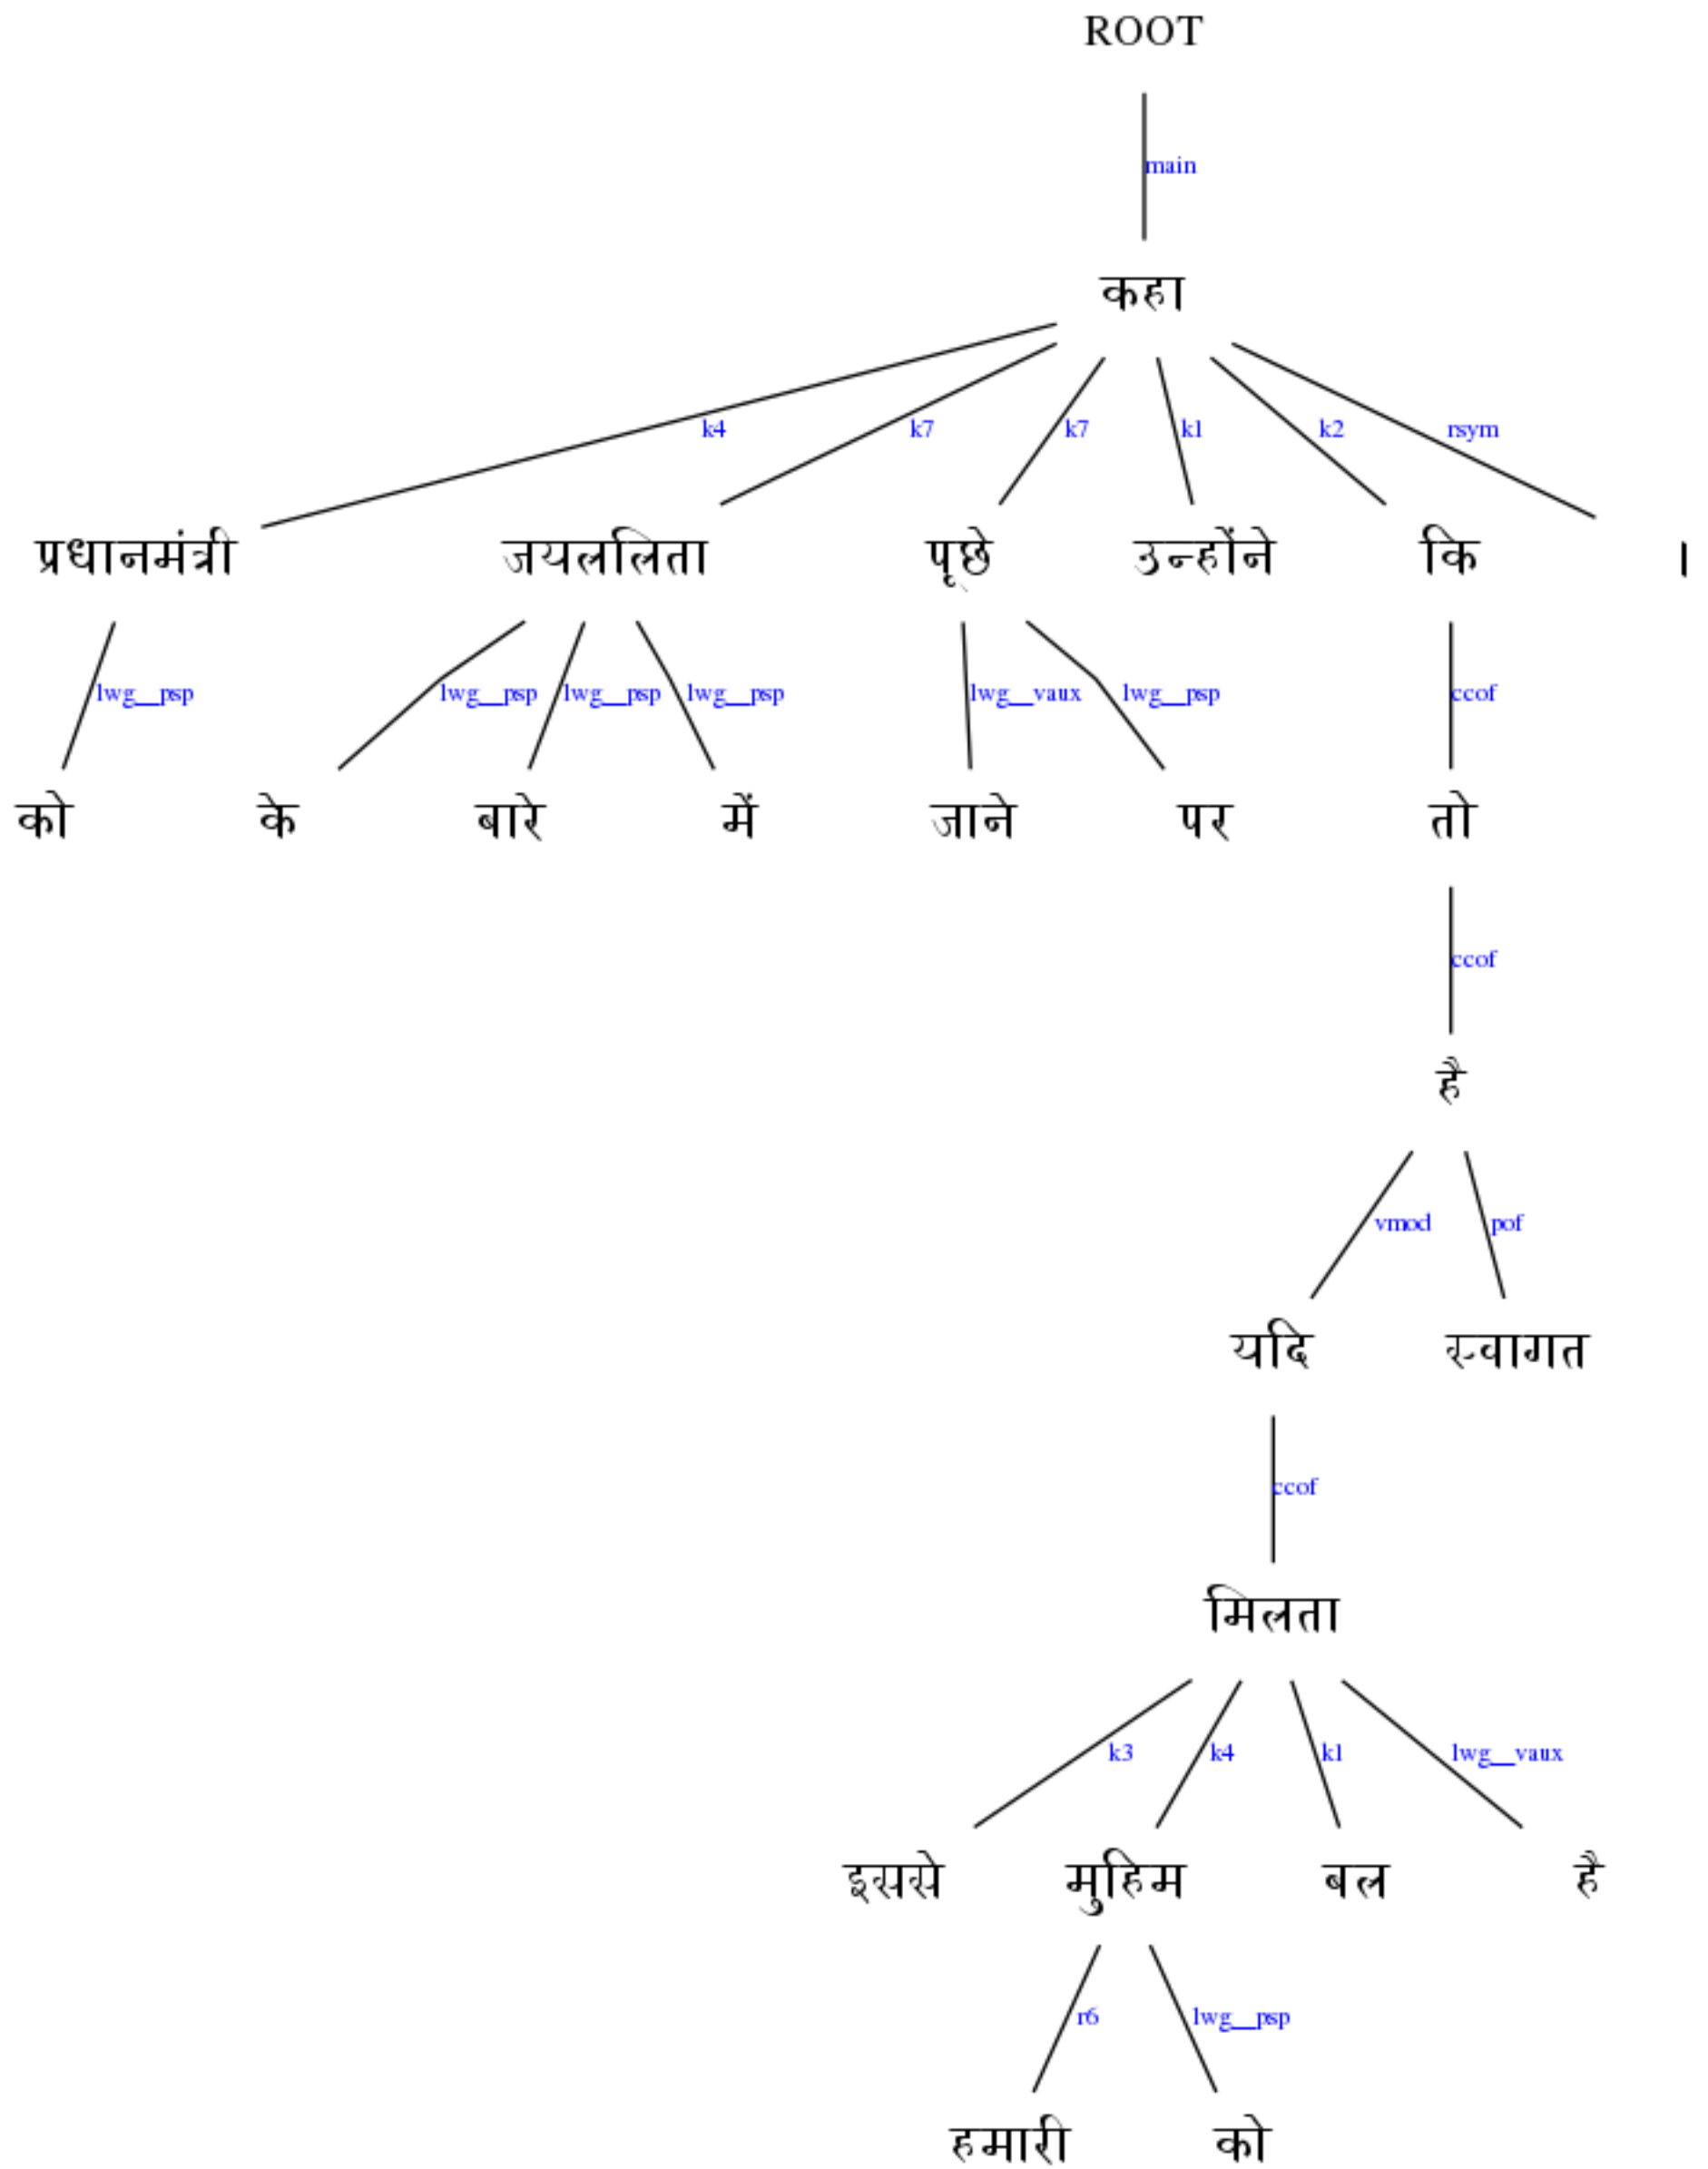 ROOT
main
कहा
k4 k7 k7 k1 k2 rsym
प्रधानमंत्री जयललिता पूछे उन्होंने कि ।
lwg__psp lwg__psp lwg__psp lwg__psp lwg__vaux lwg__psp ccof
को के बारे में जाने पर तो
ccof
है
vmod pof
यदि स्वागत
ccof
मिलता
k3 k4 k1 lwg__vaux
इससे मुहिम बल है
r6 lwg__psp
हमारी को